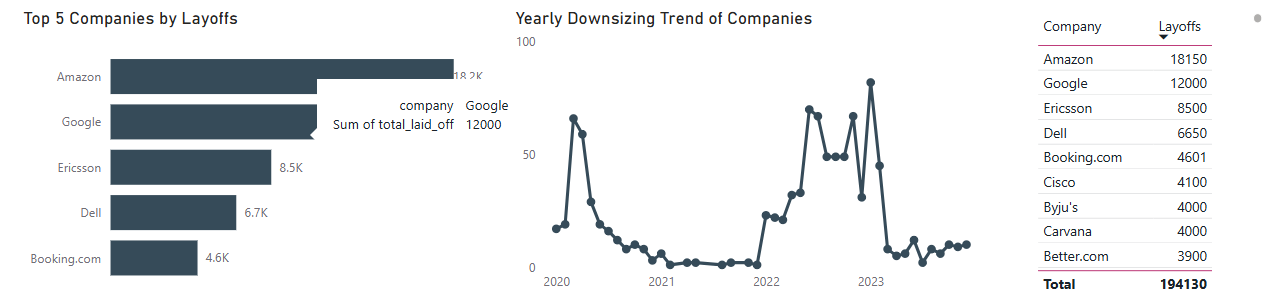 Top 5 Companies by Layoffs
Amazon
18.2K
Google
Ericsson
8.5K
Dell
6.7K
Booking.com
4.6K
company Google
Sum of total_laid_off 12000
Yearly Downsizing Trend of Companies
100
50
0
2020 2021 2022 2023
Company Layoffs
Amazon 18150
Google 12000
Ericsson 8500
Dell 6650
Booking.com 4601
Cisco 4100
Byju's 4000
Carvana 4000
Better.com 3900
Total 194130